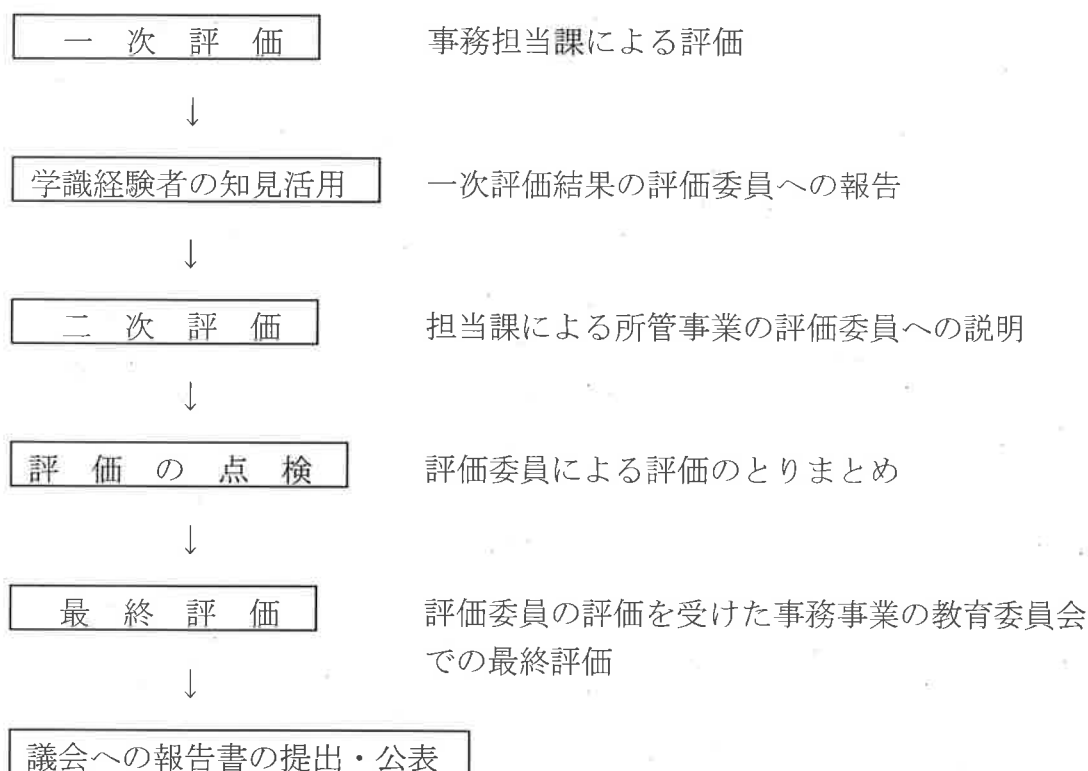 一次評価 事務担当課による評価
↓
学識経験者の知見活用 一次評価結果の評価委員への報告
↓
二次評価 担当課による所管事業の評価委員への説明
↓
評価の点検 評価委員による評価のとりまとめ
↓
最終評価 評価委員の評価を受けた事務事業の教育委員会
での最終評価
↓
議会への報告書の提出・公表